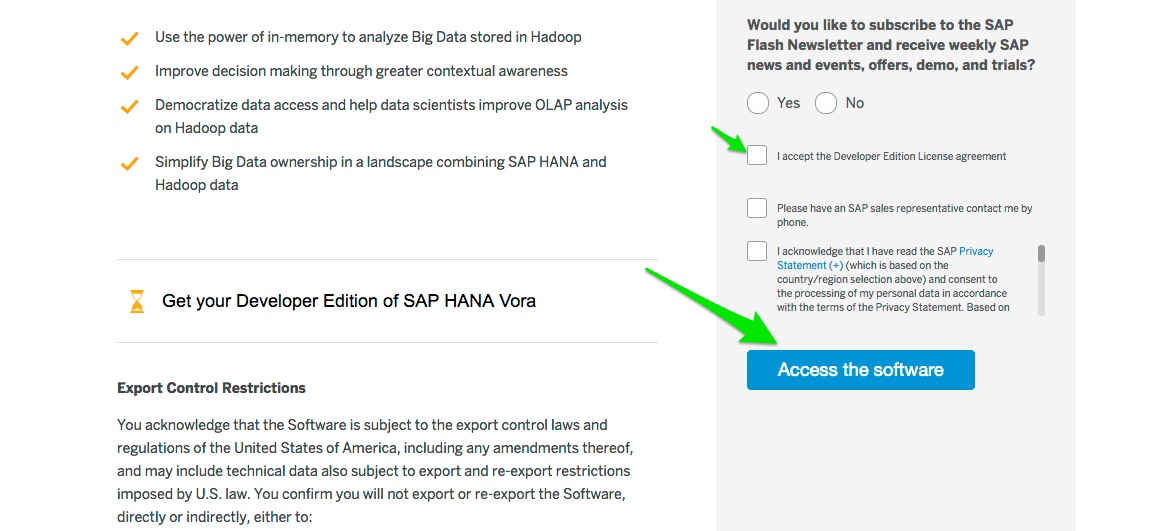 Use the power of in-memory to analyze Big Data stored in Hadoop
Improve decision making through greater contextual awareness
Democratize data access and help data scientists improve OLAP analysis
on Hadoop data
Simplify Big Data ownership in a landscape combining SAP HANA and
Hadoop data
Get your Developer Edition of SAP HANA Vora
Export Control Restrictions
You acknowledge that the Software is subject to the export control laws and
regulations of the United States of America, including any amendments thereof,
and may include technical data also subject to export and re-export restrictions
imposed by U.S. law. You confirm you will not export or re-export the Software,
directly or indirectly, either to:
Would you like to subscribe to the SAP
Flash Newsletter and receive weekly SAP
news and events, offers, demo, and trials?
Yes No
I accept the Developer Edition License agreement
Please have an SAP sales representative contact me by
phone.
I acknowledge that I have read the SAP Privacy
Statement (+) (which is based on the
country/region selection above) and consent to
the processing of my personal data in accordance
with the terms of the Privacy Statement. Based on
Access the software